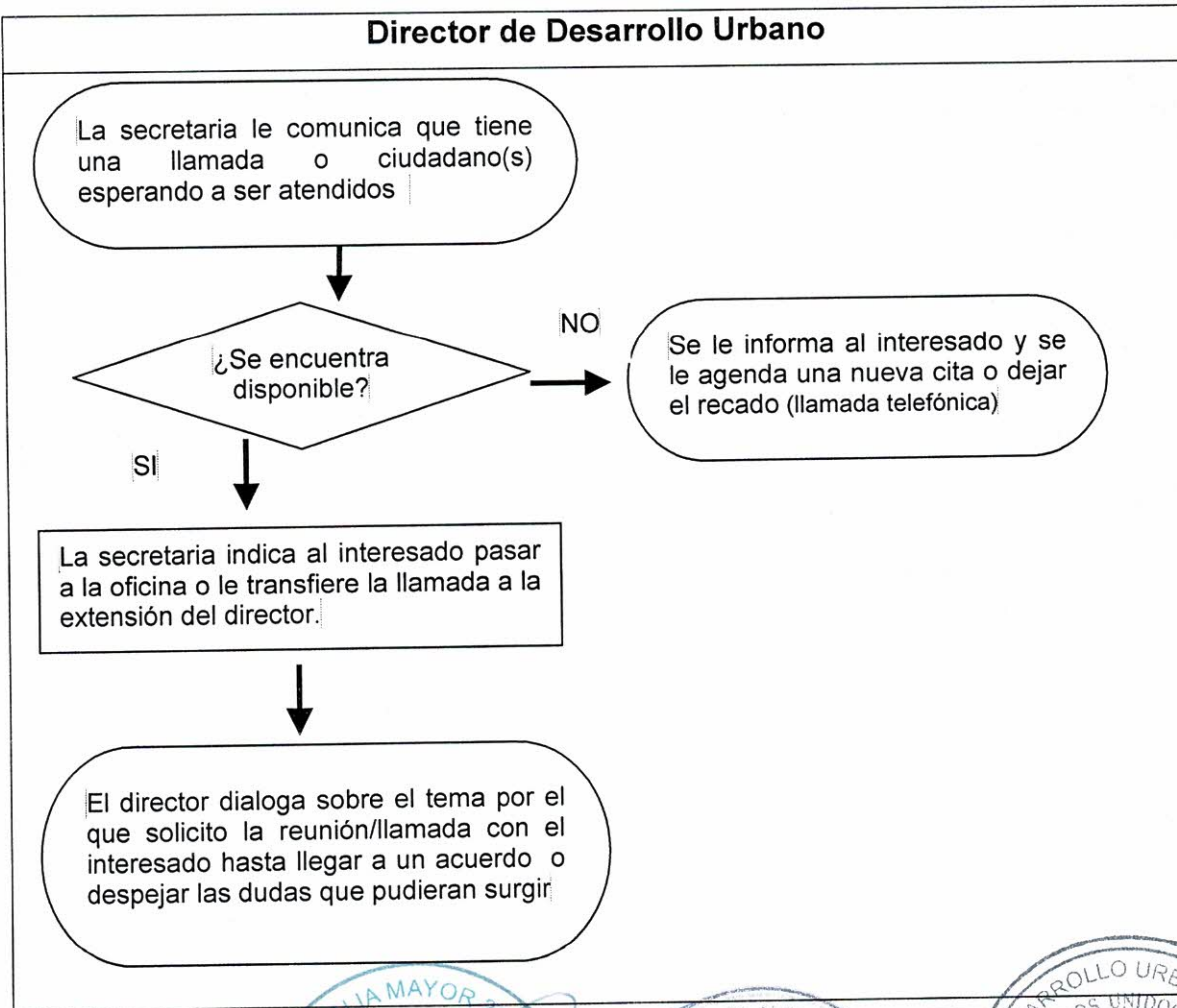 Director de Desarrollo Urbano
La secretaria le comunica que tiene
una llamada o ciudadano(s)
esperando a ser atendidos
¿Se encuentra
disponible?
NO
Se le informa al interesado y se
le agenda una nueva cita o dejar
el recado (llamada telefónica)
SI
La secretaria indica al interesado pasar
a la oficina o le transfiere la llamada a la
extensión del director.
El director dialoga sobre el tema por el
que solicito la reunión/llamada con el
interesado hasta llegar a un acuerdo o
despejar las dudas que pudieran surgir
MAYOR